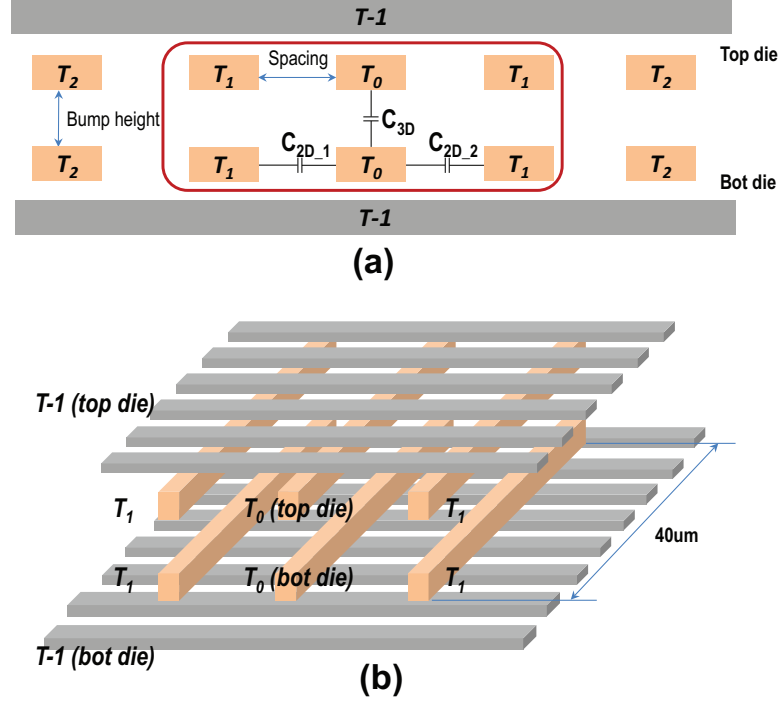 T-1
Top die
T2 T1 Spacing T0 T1 T2
Bump height
C3D
C2D_1 C2D_2
T2 T1 T0 T1 T2
Bot die
T-1
(a)
T-1 (top die)
T1 T0 (top die) T1
40um
T1 T0 (bot die) T1
T-1 (bot die)
(b)